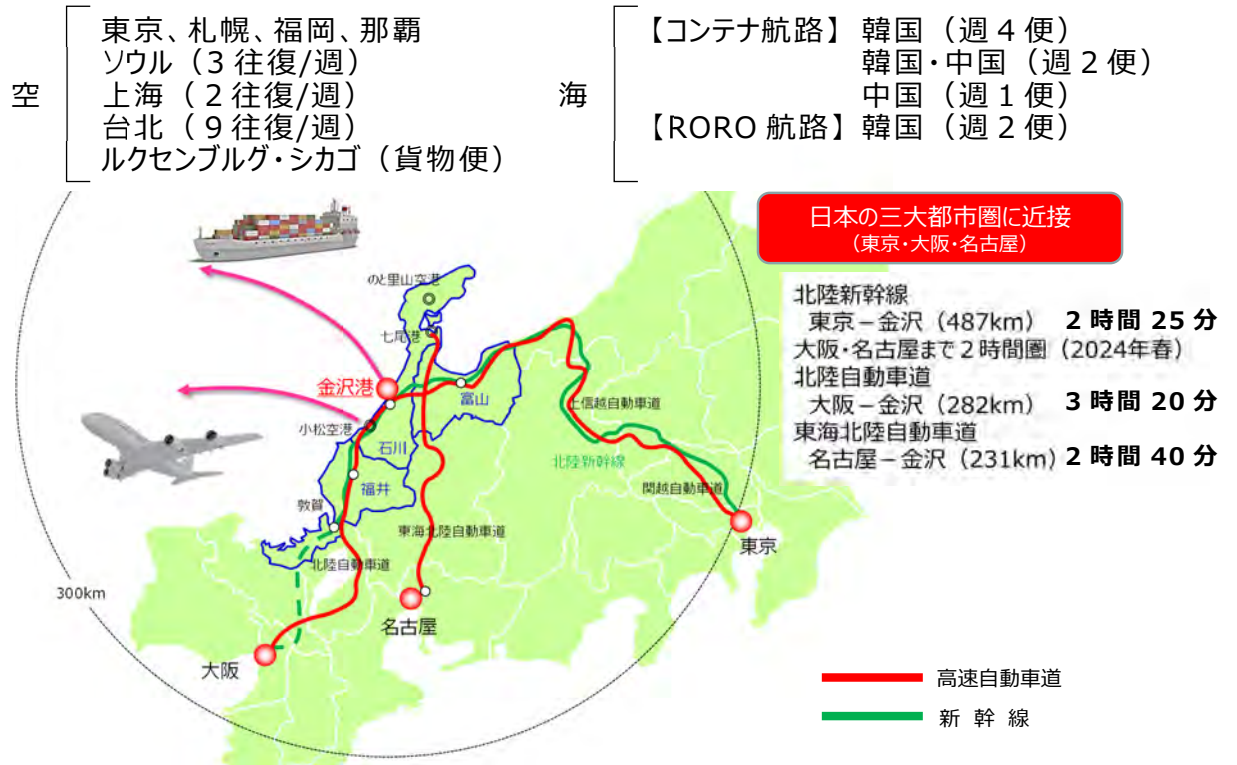 空
東京、札幌、福岡、那覇
ソウル（3往復/週）
上海（2往復/週）
台北（9往復/週）
ルクセンブルグ・シカゴ（貨物便）
海
【コンテナ航路】韓国（週4便）
韓国・中国（週2便）
中国（週1便）
【RORO航路】韓国（週2便）
日本の三大都市圏に近接
（東京・大阪・名古屋）
北陸新幹線
東京－金沢（487km） 2時間25分
大阪・名古屋まで2時間圏（2024年春）
北陸自動車道
大阪－金沢（282km） 3時間20分
東海北陸自動車道
名古屋－金沢（231km） 2時間40分
のと里山空港
七尾港
金沢港
富山
小松空港
石川
上信越自動車道
北陸新幹線
福井
関越自動車道
敦賀
東海北陸自動車道
東京
北陸自動車道
300km
名古屋
大阪
高速自動車道
新幹線